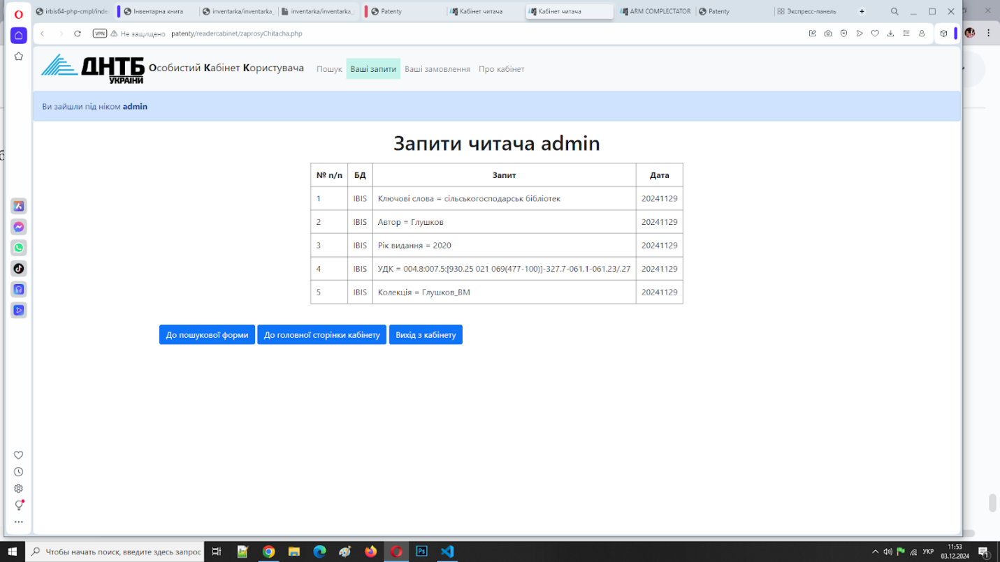 irbis64-php-cmpl/inde
Інвентарна книга
inventarka/inventarka_
inventarka/inventarka_
Patenty
Кабінет читача
Кабінет читача
ARM COMPLECTATOR
Patenty
Экспресс-панель
VPN
Не защищено
patenty/readercabinet/zaprosyChitacha.php
ДНТБ
УКРАЇНИ
Особистий Кабінет Користувача
Пошук
Ваші запити
Ваші замовлення
Про кабінет
Ви зайшли під ніком admin
Запити читача admin
№ п/п БД Запит Дата
1 IBIS Ключові слова = сільськогосподарськ бібліотек 20241129
2 IBIS Автор = Глушков 20241129
3 IBIS Рік видання = 2020 20241129
4 IBIS УДК = 004.8:007.5:[930.25 021 069(477-100)]-327.7-061.1-061.23/.27 20241129
5 IBIS Колекція = Глушков_ВМ 20241129
До пошукової форми
До головної сторінки кабінету
Вихід з кабінету
Чтобы начать поиск, введите здесь запрос
Ps
УКР
11:53
03.12.2024
1